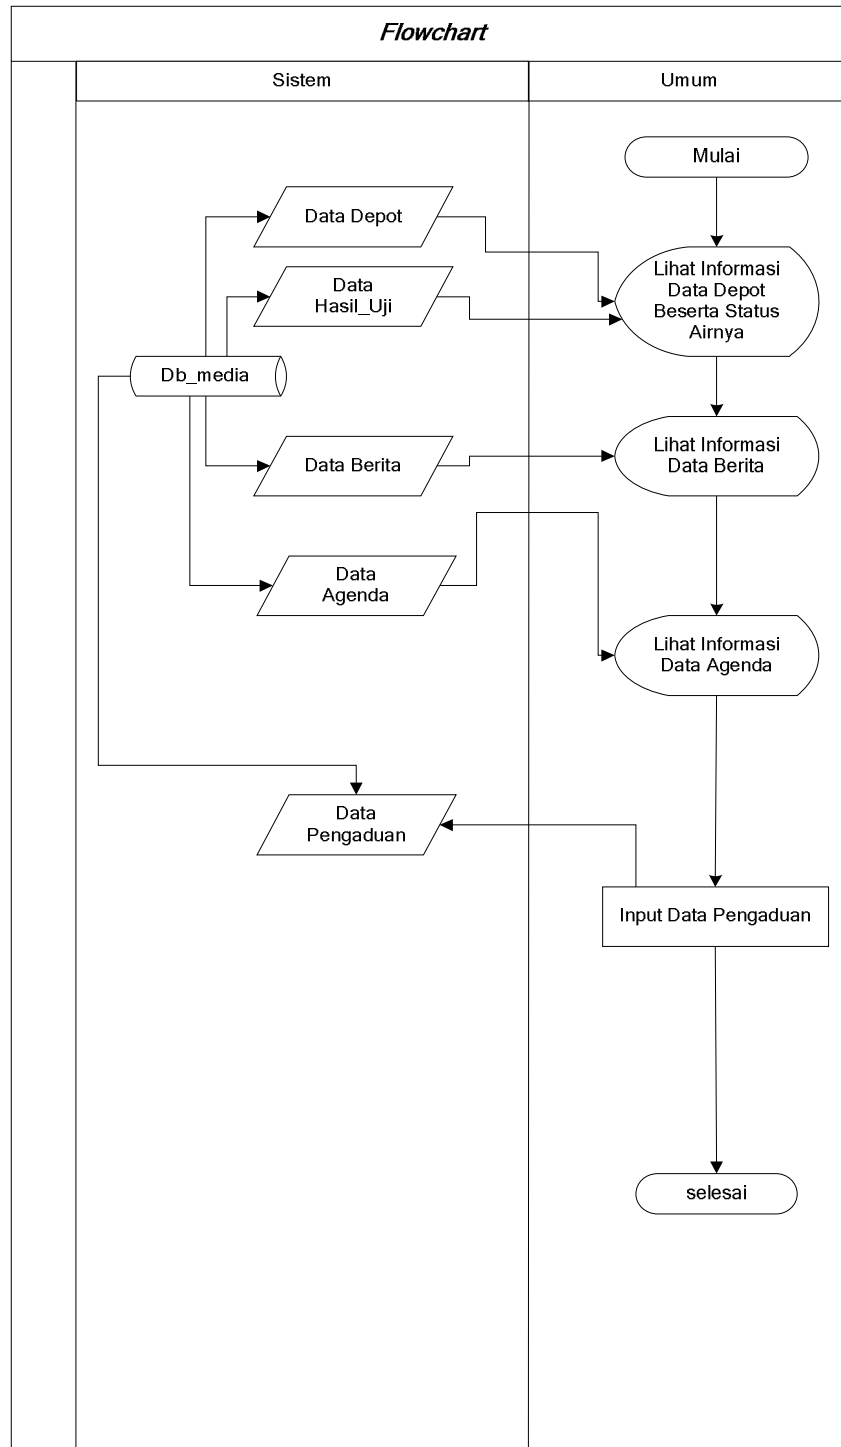 Flowchart
Sistem
Umum
Mulai
Data Depot
Lihat Informasi
Data Depot
Beserta Status
Airnya
Data
Hasil_Uji
Db_media
Data Berita
Lihat Informasi
Data Berita
Data
Agenda
Lihat Informasi
Data Agenda
Data
Pengaduan
Input Data Pengaduan
selesai